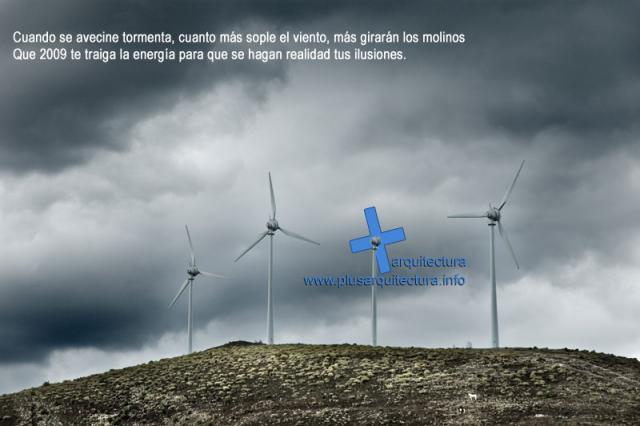 Cuando se avecine tormenta, cuanto más sople el viento, más girarán los molinos
Que 2009 te traiga la energía para que se hagan realidad tus ilusiones.
arquitectura
www.plusarquitectura.info